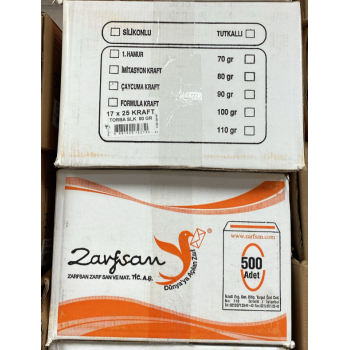 SİLİKONLU
TUTKALLI
1. HAMUR
70 gr
İMİTASYON KRAFT
80 gr
ÇAYCUMA KRAFT
90 gr
FORMULA KRAFT
100 gr
17 x 25 KRAFT
TORBA SLK 90 GR
110 gr
zarfsan
Dünya'ya Açılan Zarf
ZARFSAN ZARF SAN VE MAT. TİC. A.Ş.
www.zarfsan.com
500
Adet